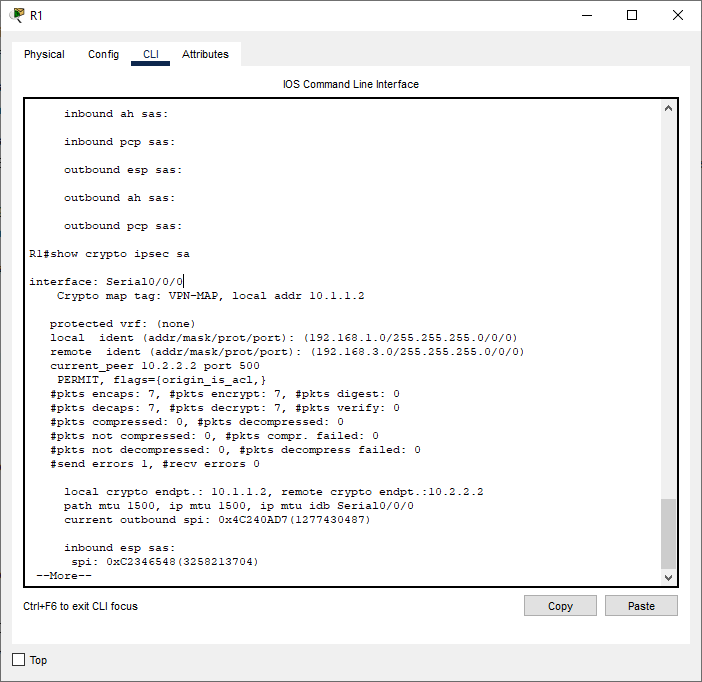 R1
Physical Config CLI Attributes
IOS Command Line Interface
inbound ah sas:
inbound pcp sas:
outbound esp sas:
outbound ah sas:
outbound pcp sas:
R1#show crypto ipsec sa
interface: Serial0/0/0
Crypto map tag: VPN-MAP, local addr 10.1.1.2
protected vrf: (none)
local  ident (addr/mask/prot/port): (192.168.1.0/255.255.255.0/0/0)
remote  ident (addr/mask/prot/port): (192.168.3.0/255.255.255.0/0/0)
current_peer 10.2.2.2 port 500
PERMIT, flags={origin_is_acl,}
#pkts encaps: 7, #pkts encrypt: 7, #pkts digest: 0
#pkts decaps: 7, #pkts decrypt: 7, #pkts verify: 0
#pkts compressed: 0, #pkts decompressed: 0
#pkts not compressed: 0, #pkts compr. failed: 0
#pkts not decompressed: 0, #pkts decompress failed: 0
#send errors 1, #recv errors 0
local crypto endpt.: 10.1.1.2, remote crypto endpt.:10.2.2.2
path mtu 1500, ip mtu 1500, ip mtu idb Serial0/0/0
current outbound spi: 0x4C240AD7(1277430487)
inbound esp sas:
spi: 0xC2346548(3258213704)
--More--
Ctrl+F6 to exit CLI focus
Copy Paste
Top